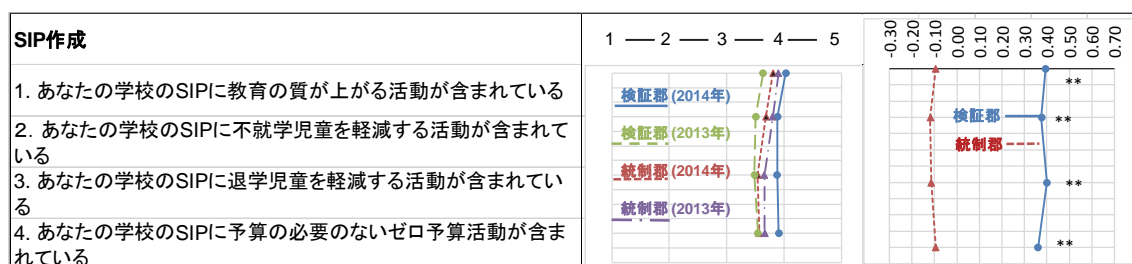 SIP作成
1 ― 2 ― 3 ― 4 ― 5
-0.30 -0.20 -0.10 0.00 0.10 0.20 0.30 0.40 0.50 0.60 0.70
1. あなたの学校のSIPに教育の質が上がる活動が含まれている
２. あなたの学校のSIPに不就学児童を軽減する活動が含まれて
いる
3. あなたの学校のSIPに退学児童を軽減する活動が含まれてい
る
4. あなたの学校のSIPに予算の必要のないゼロ予算活動が含ま
れている
検証郡 (2014年)
検証郡 (2013年)
統制郡 (2014年)
統制郡 (2013年)
**
検証郡
**
統制郡
**
**